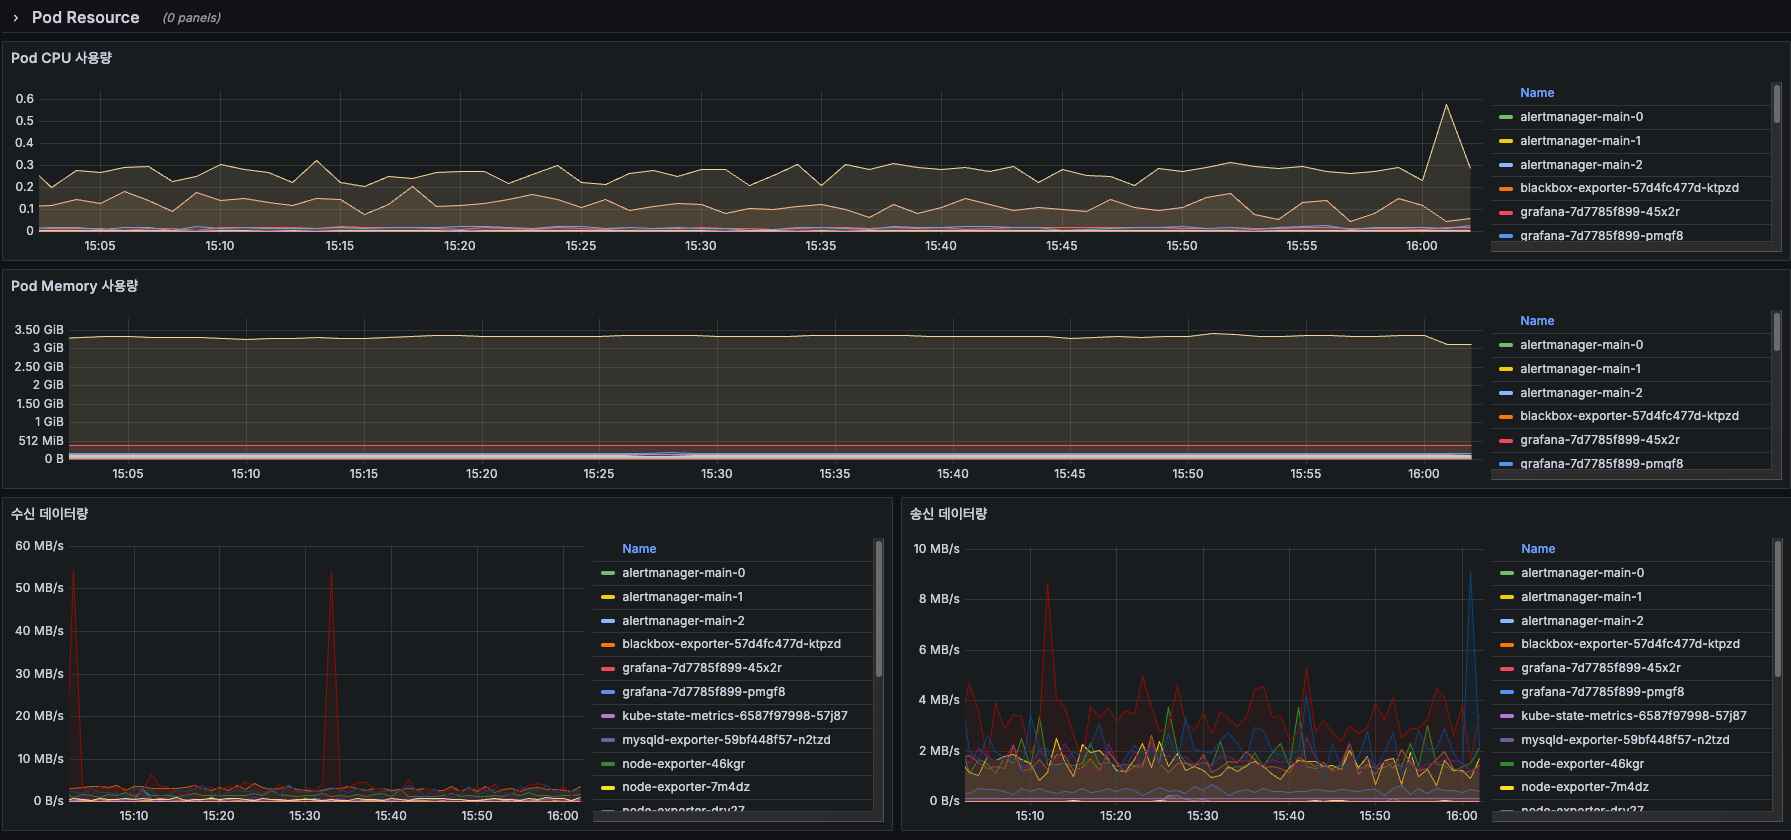 Pod Resource (0 panels)
Pod CPU 사용량
0.6
0.5
0.4
0.3
0.2
0.1
0
15:05 15:10 15:15 15:20 15:25 15:30 15:35 15:40 15:45 15:50 15:55 16:00
Name
alertmanager-main-0
alertmanager-main-1
alertmanager-main-2
blackbox-exporter-57d4fc477d-ktpzd
grafana-7d7785f899-45x2r
grafana-7d7785f899-pmgf8
Pod Memory 사용량
3.50 GiB
3 GiB
2.50 GiB
2 GiB
1.50 GiB
1 GiB
512 MiB
0 B
15:05 15:10 15:15 15:20 15:25 15:30 15:35 15:40 15:45 15:50 15:55 16:00
Name
alertmanager-main-0
alertmanager-main-1
alertmanager-main-2
blackbox-exporter-57d4fc477d-ktpzd
grafana-7d7785f899-45x2r
grafana-7d7785f899-pmgf8
수신 데이터량
60 MB/s
50 MB/s
40 MB/s
30 MB/s
20 MB/s
10 MB/s
0 B/s
15:10 15:20 15:30 15:40 15:50 16:00
Name
alertmanager-main-0
alertmanager-main-1
alertmanager-main-2
blackbox-exporter-57d4fc477d-ktpzd
grafana-7d7785f899-45x2r
grafana-7d7785f899-pmgf8
kube-state-metrics-6587f97998-57j87
mysqld-exporter-59bf448f57-n2tzd
node-exporter-46kgr
node-exporter-7m4dz
송신 데이터량
10 MB/s
8 MB/s
6 MB/s
4 MB/s
2 MB/s
0 B/s
15:10 15:20 15:30 15:40 15:50 16:00
Name
alertmanager-main-0
alertmanager-main-1
alertmanager-main-2
blackbox-exporter-57d4fc477d-ktpzd
grafana-7d7785f899-45x2r
grafana-7d7785f899-pmgf8
kube-state-metrics-6587f97998-57j87
mysqld-exporter-59bf448f57-n2tzd
node-exporter-46kgr
node-exporter-7m4dz